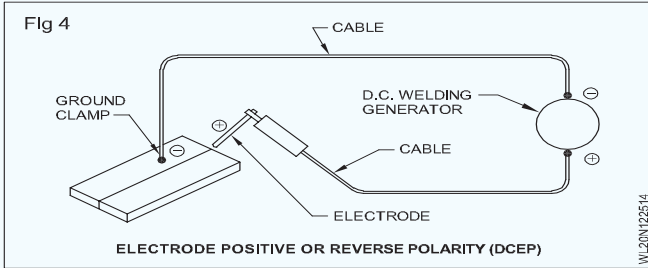 Fig 4
CABLE
GROUND
CLAMP
D.C. WELDING
GENERATOR
⊖
⊕
⊖
⊕
CABLE
ELECTRODE
ELECTRODE POSITIVE OR REVERSE POLARITY (DCEP)
WL20N122514